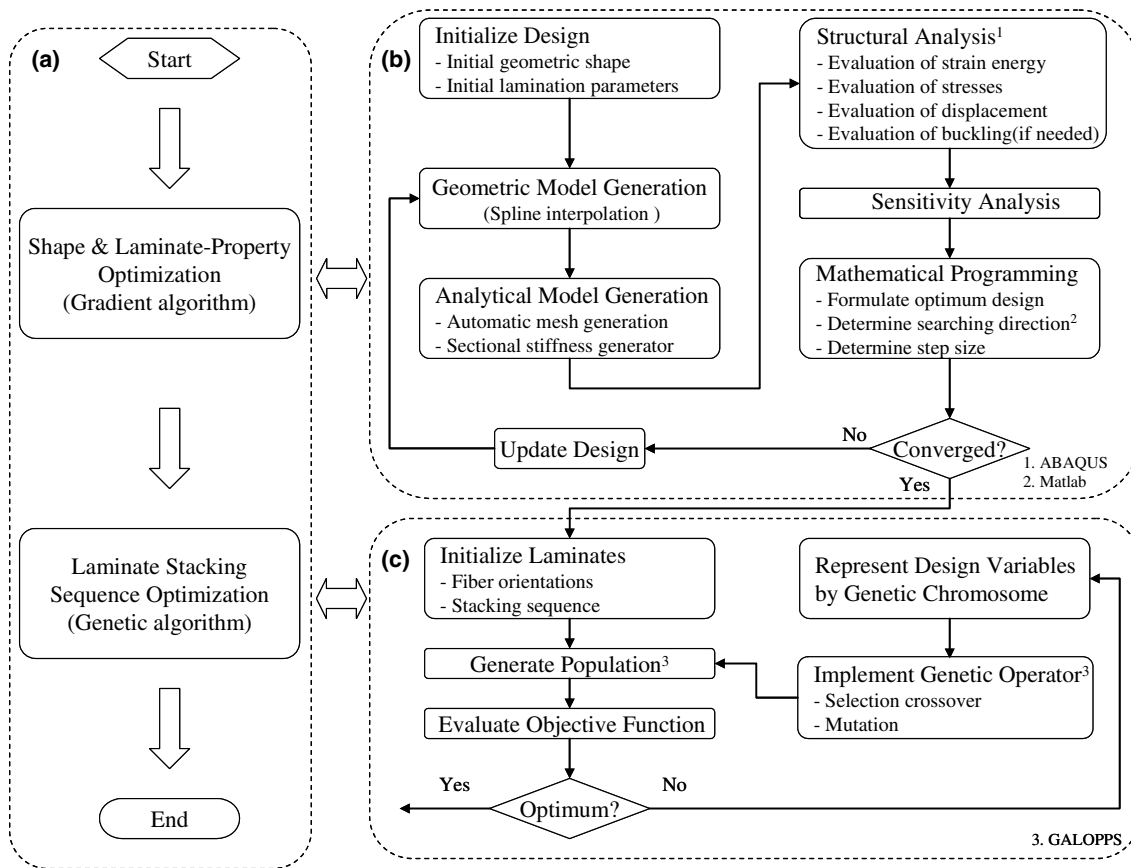 (a)
Start
Shape & Laminate-Property
Optimization
(Gradient algorithm)
Laminate Stacking
Sequence Optimization
(Genetic algorithm)
End
(b)
Initialize Design
- Initial geometric shape
- Initial lamination parameters
Geometric Model Generation
(Spline interpolation )
Analytical Model Generation
- Automatic mesh generation
- Sectional stiffness generator
Structural Analysis¹
- Evaluation of strain energy
- Evaluation of stresses
- Evaluation of displacement
- Evaluation of buckling(if needed)
Sensitivity Analysis
Mathematical Programming
- Formulate optimum design
- Determine searching direction²
- Determine step size
Converged?
No
Update Design
Yes
1. ABAQUS
2. Matlab
(c)
Initialize Laminates
- Fiber orientations
- Stacking sequence
Generate Population³
Evaluate Objective Function
Optimum?
Yes
No
Represent Design Variables
by Genetic Chromosome
Implement Genetic Operator³
- Selection crossover
- Mutation
3. GALOPPS